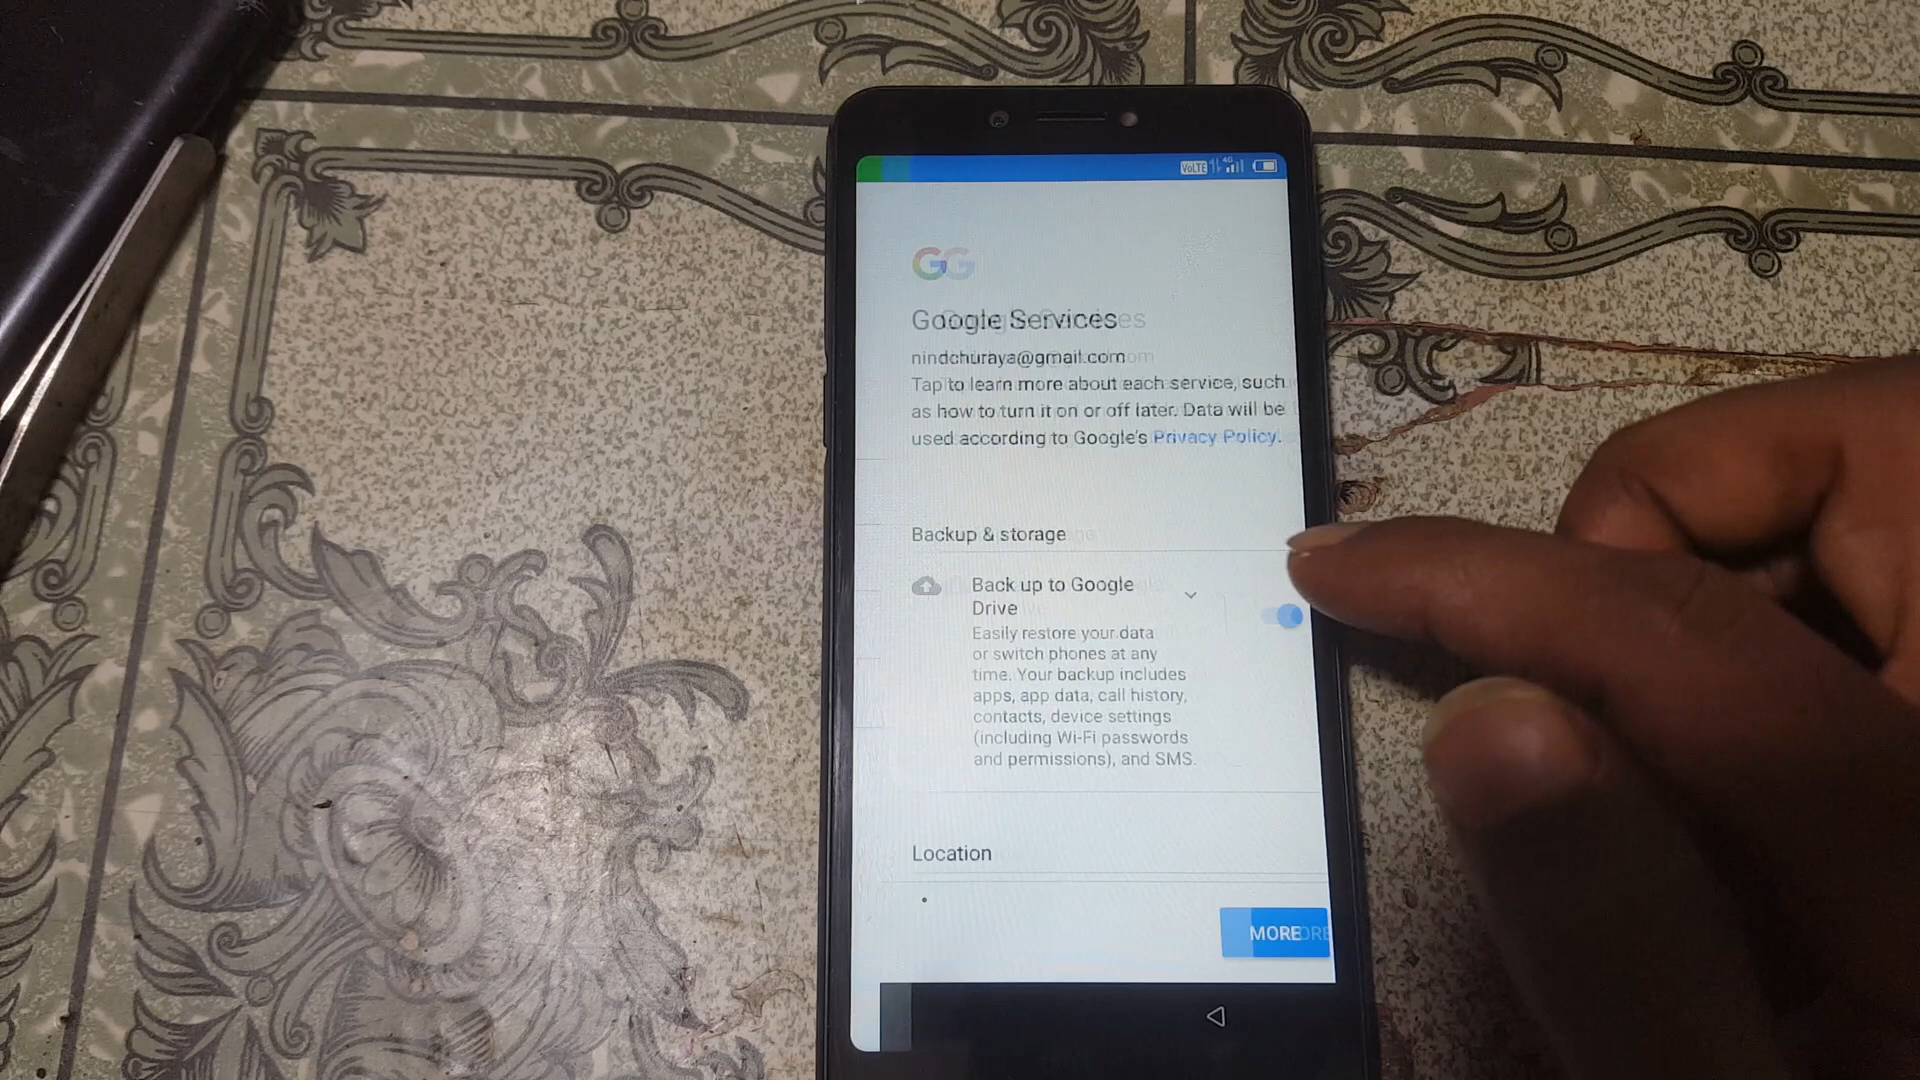 VoLTE 4G
Google Services
Tap to learn more about each service, such
as how to turn it on or off later. Data will be
used according to Google's Privacy Policy.
Backup & storage
Back up to Google
Drive
Easily restore your data
or switch phones at any
time. Your backup includes
apps, app data, call history,
contacts, device settings
(including Wi-Fi passwords
and permissions), and SMS.
Location
MORE